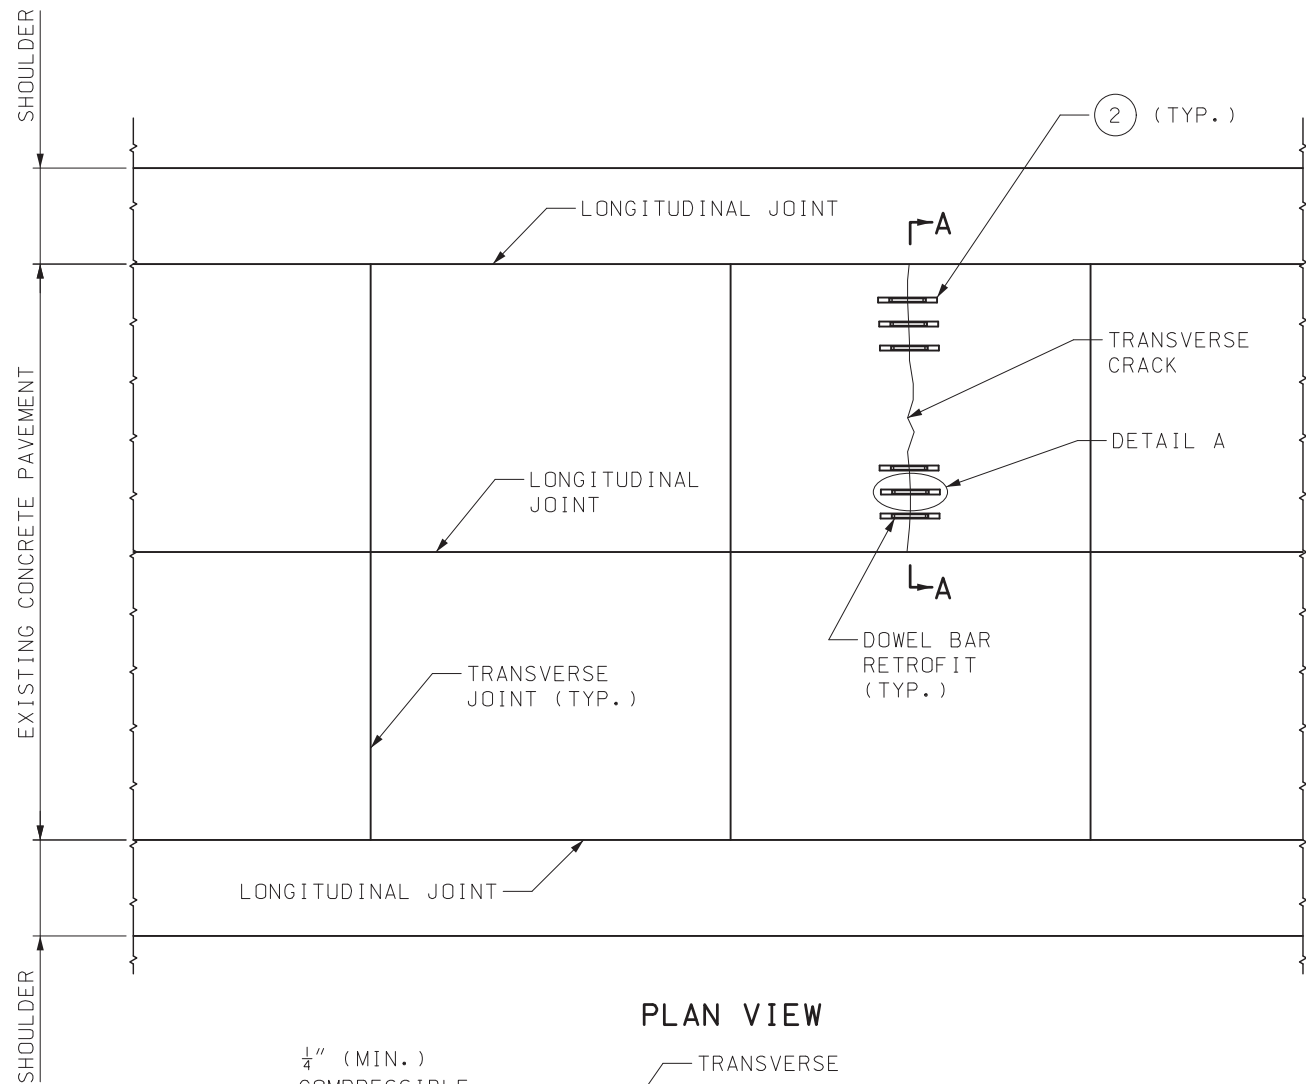 SHOULDER
2 (TYP.)
LONGITUDINAL JOINT
A
TRANSVERSE
CRACK
DETAIL A
LONGITUDINAL
JOINT
EXISTING CONCRETE PAVEMENT
A
DOWEL BAR
RETROFIT
(TYP.)
TRANSVERSE
JOINT (TYP.)
LONGITUDINAL JOINT
SHOULDER
PLAN VIEW
1/4" (MIN.)
COMPRESSIBLE
TRANSVERSE